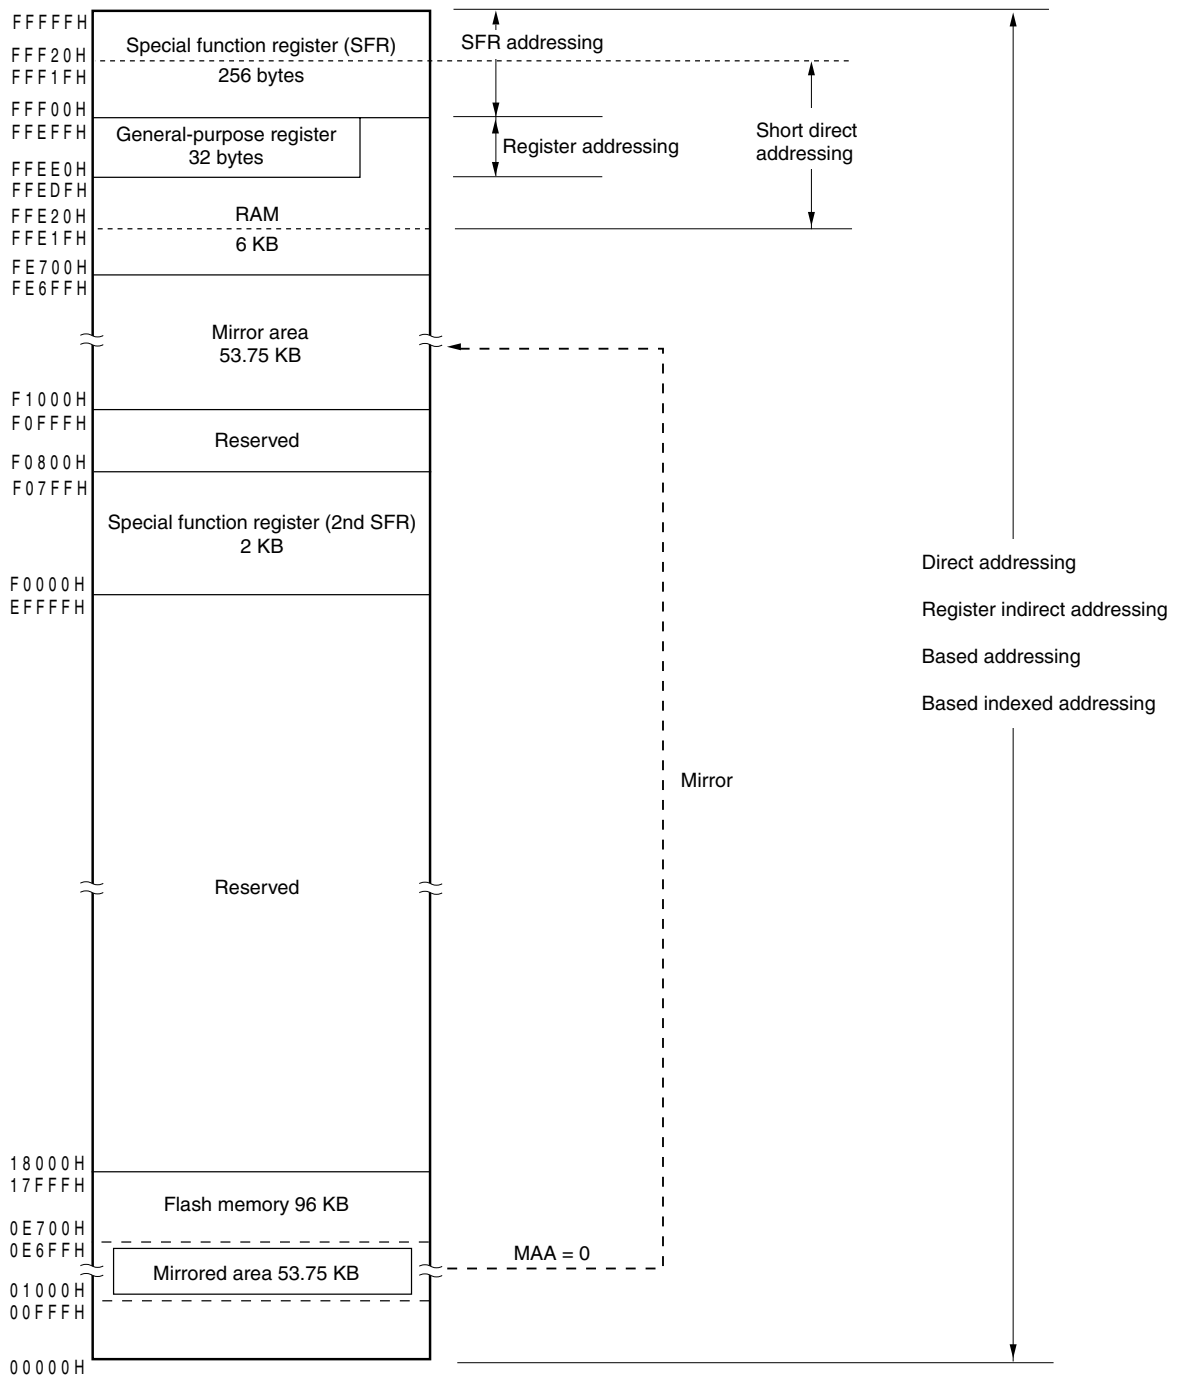 FFFFFH
Special function register (SFR)
256 bytes
SFR addressing
FFF20H
FFF1FH
FFF00H
FFEFFH
General-purpose register
32 bytes
Register addressing
Short direct
addressing
FFEE0H
FFEDFH
FFE20H
RAM
FFE1FH
6 KB
FE700H
FE6FFH
Mirror area
53.75 KB
F1000H
F0FFFH
Reserved
F0800H
F07FFH
Special function register (2nd SFR)
2 KB
F0000H
EFFFFH
Direct addressing
Register indirect addressing
Based addressing
Based indexed addressing
Mirror
Reserved
18000H
17FFFH
Flash memory 96 KB
0E700H
0E6FFH
MAA = 0
Mirrored area 53.75 KB
01000H
00FFFH
00000H